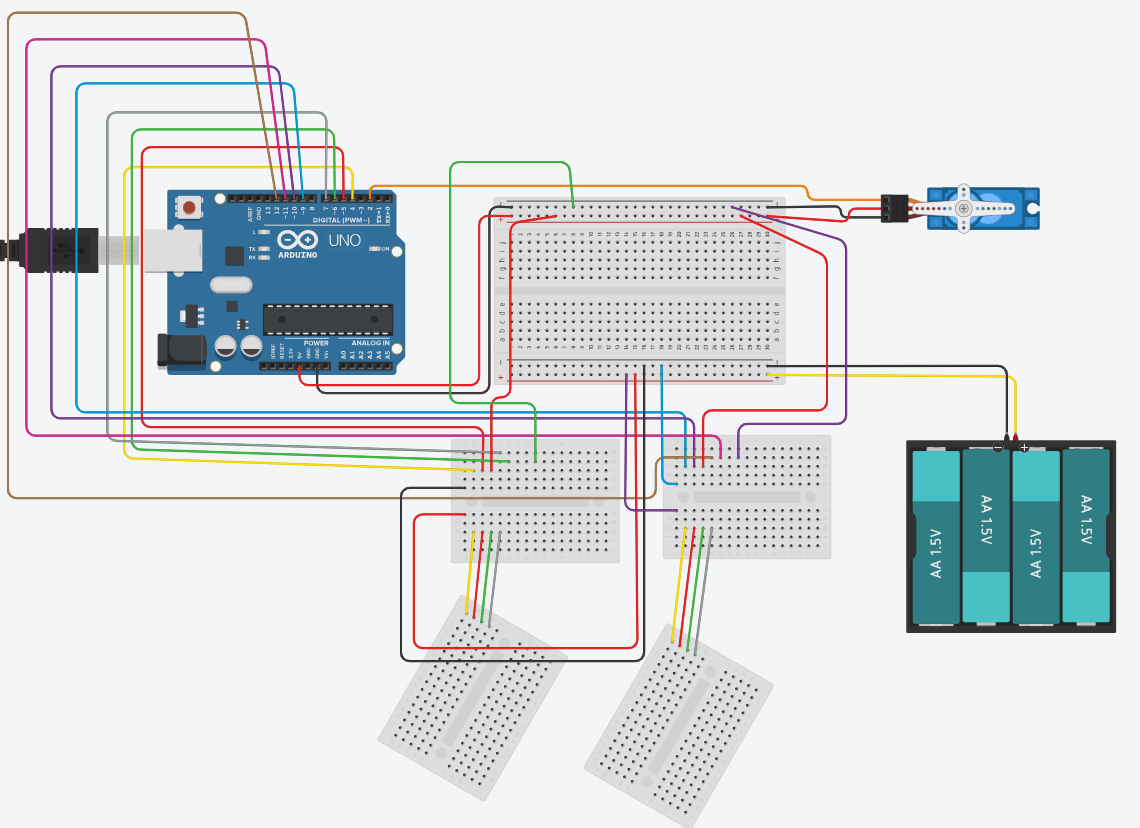 AREF
GND
13
12
~11
~10
~9
8
7
~6
~5
4
~3
2
TX→1
RX←0
DIGITAL (PWM~)
L
TX
RX
UNO
ON
ARDUINO
POWER
ANALOG IN
IOREF
RESET
3.3V
5V
GND
GND
Vin
A0
A1
A2
A3
A4
A5
AA 1.5V
AA 1.5V
AA 1.5V
AA 1.5V